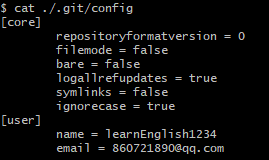 $ cat ./.git/config
[core]
repositoryformatversion = 0
filemode = false
bare = false
logallrefupdates = true
symlinks = false
ignorecase = true
[user]
name = learnEnglish1234
email = 860721890@qq.com